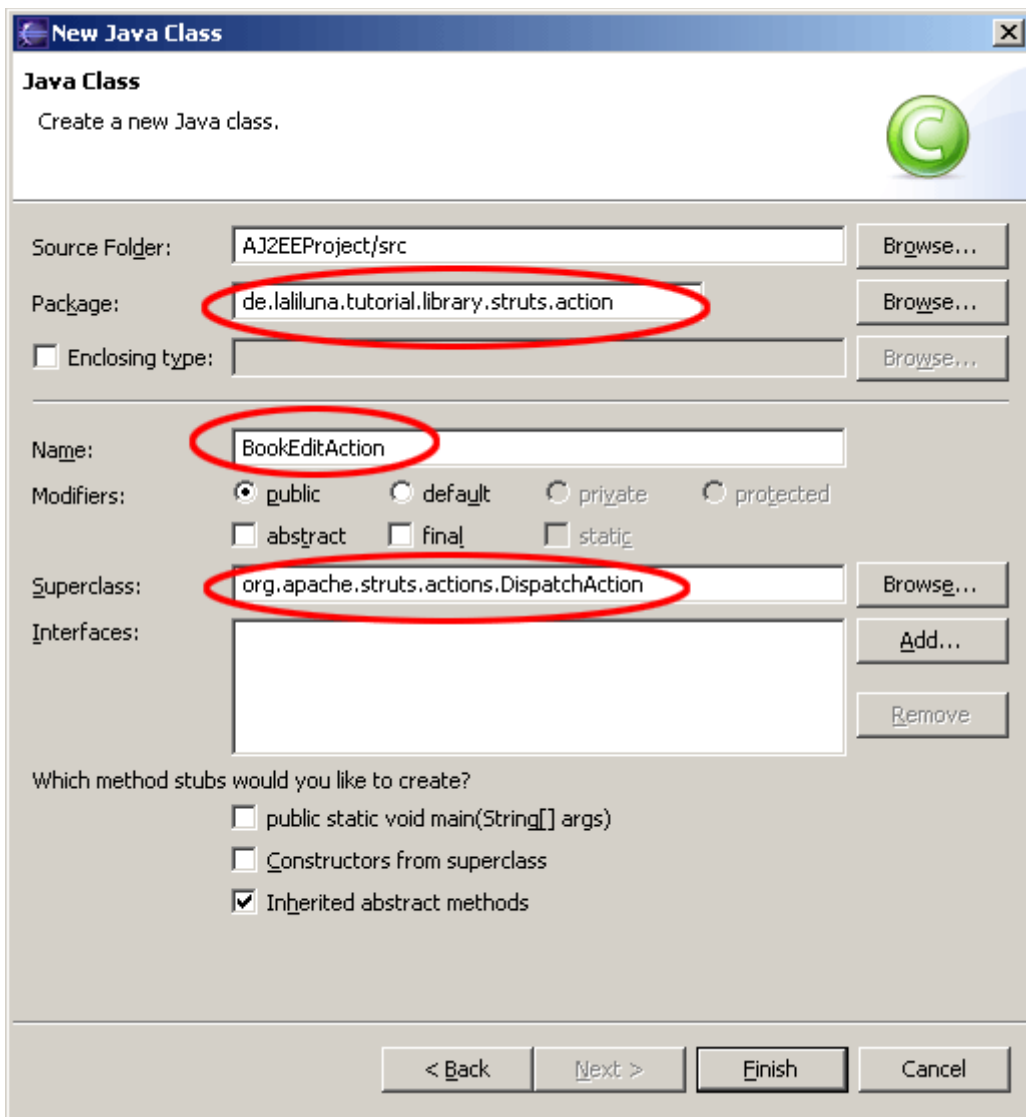 New Java Class
Java Class
Create a new Java class.
C
Source Folder: AJ2EEProject/src Browse...
Package: de.laliluna.tutorial.library.struts.action Browse...
Enclosing type: Browse...
Name: BookEditAction
Modifiers: public default private protected
abstract final static
Superclass: org.apache.struts.actions.DispatchAction Browse...
Interfaces: Add...
Remove
Which method stubs would you like to create?
public static void main(String[] args)
Constructors from superclass
Inherited abstract methods
< Back Next > Finish Cancel